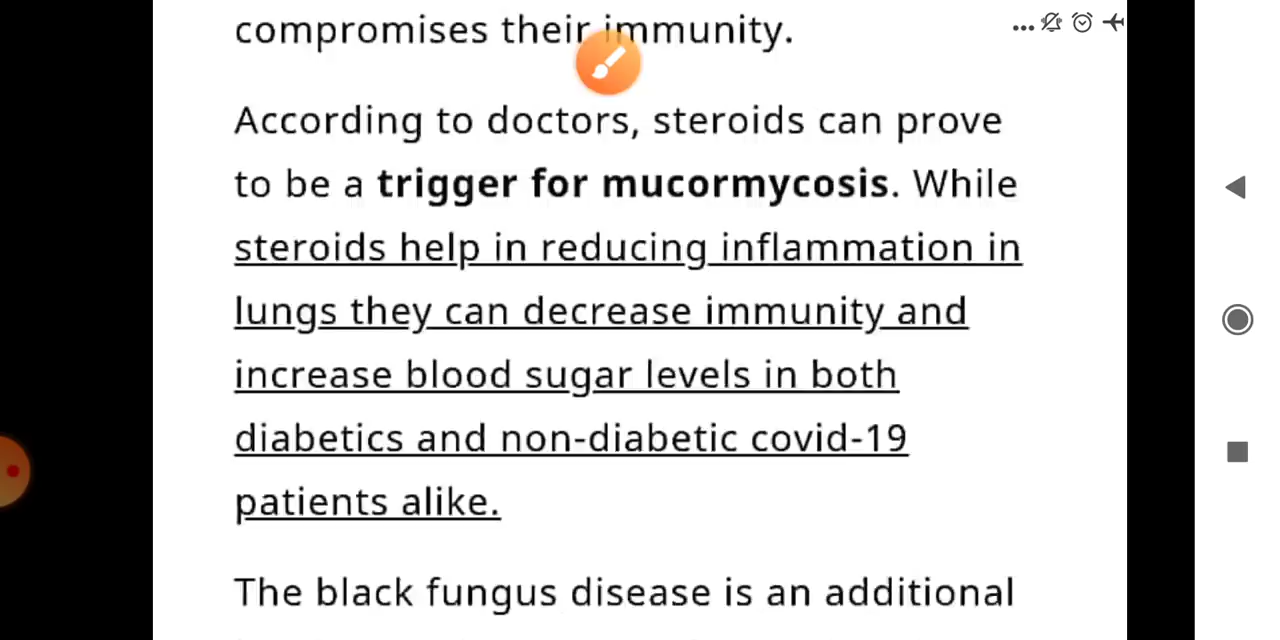 compromises their immunity.
According to doctors, steroids can prove
to be a trigger for mucormycosis. While
steroids help in reducing inflammation in
lungs they can decrease immunity and
increase blood sugar levels in both
diabetics and non-diabetic covid-19
patients alike.
The black fungus disease is an additional